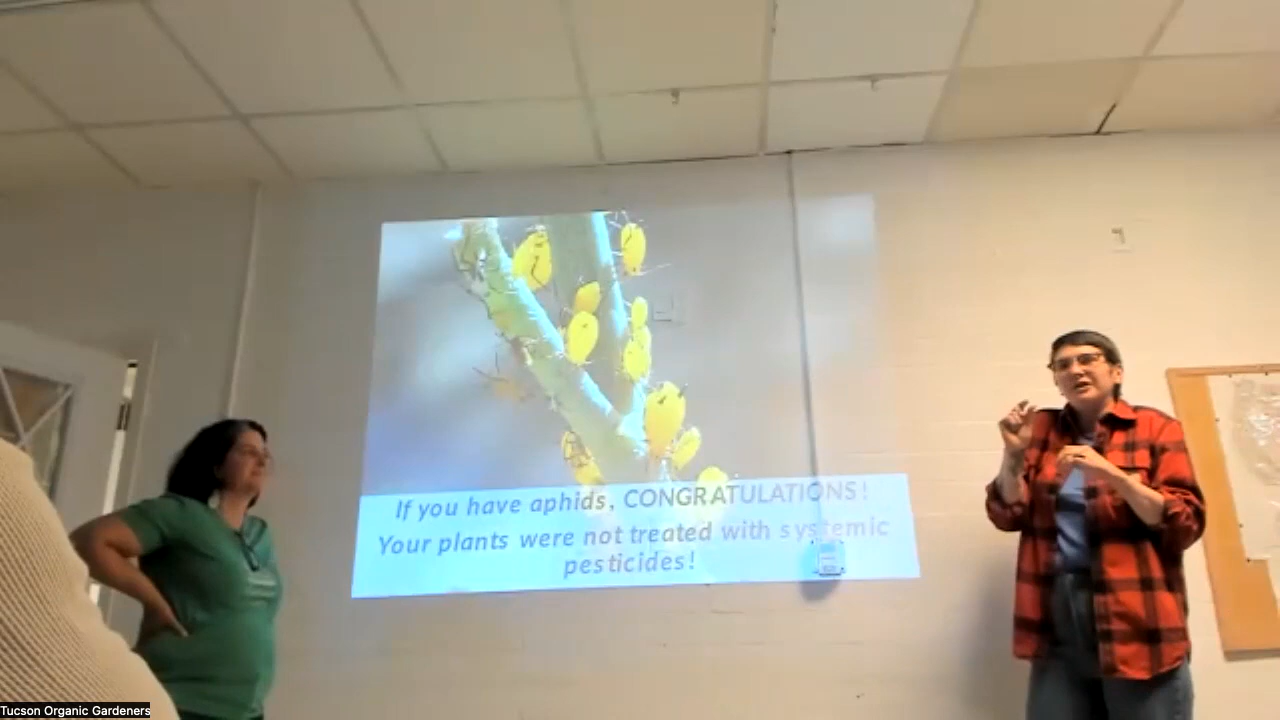 If you have aphids, CONGRATULATIONS!
Your plants were not treated with systemic
pesticides!
Tucson Organic Gardeners